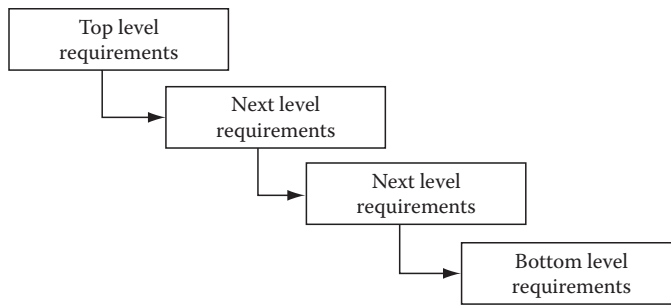 Top level
requirements
Next level
requirements
Next level
requirements
Bottom level
requirements